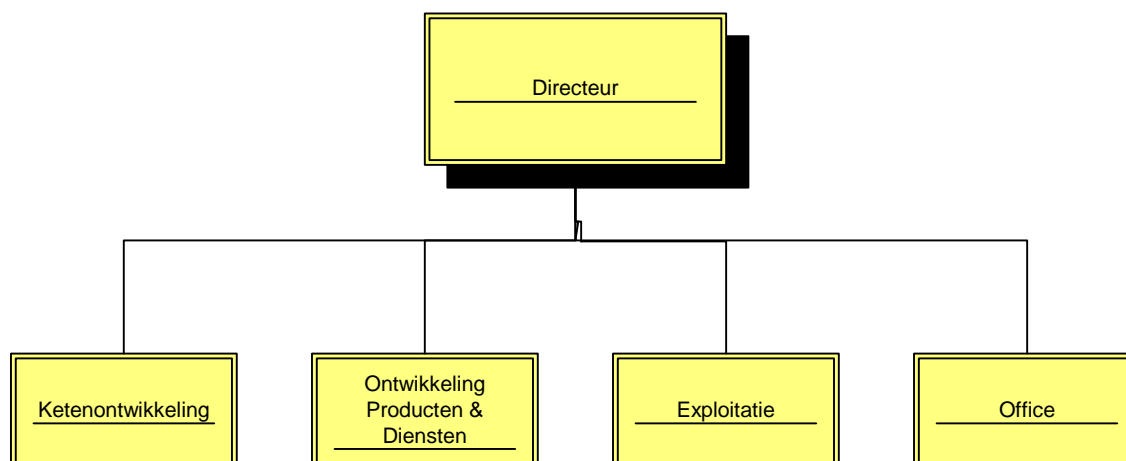 Directeur
Ketenontwikkeling
Ontwikkeling
Producten &
Diensten
Exploitatie
Office